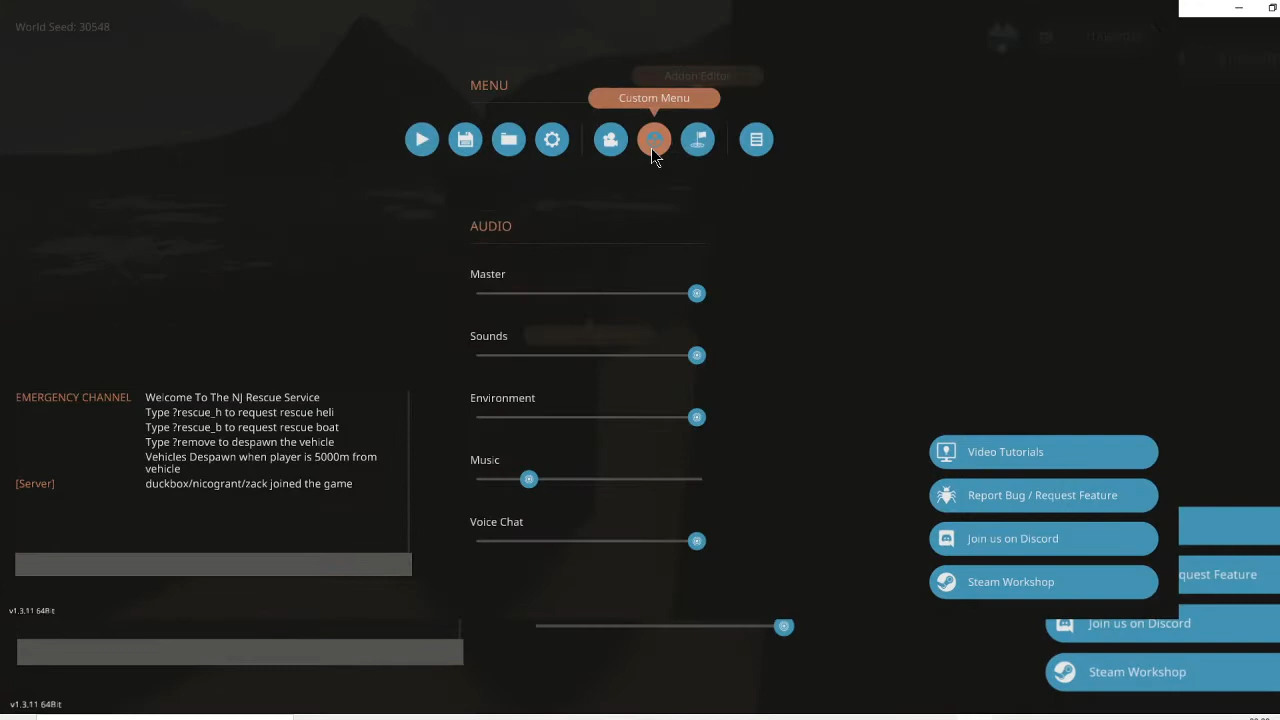 World Seed: 30548
Addon Editor
MENU
Custom Menu
AUDIO
Master
Sounds
Environment
EMERGENCY CHANNEL
Welcome To The NJ Rescue Service
Type ?rescue_h to request rescue heli
Type ?rescue_b to request rescue boat
Type ?remove to despawn the vehicle
Vehicles Despawn when player is 5000m from
vehicle
[Server]
duckbox/nicogrant/zack joined the game
Music
Voice Chat
Video Tutorials
Report Bug / Request Feature
Join us on Discord
Steam Workshop
quest Feature
Join us on Discord
Steam Workshop
v1.3.11 64Bit
v1.3.11 64Bit